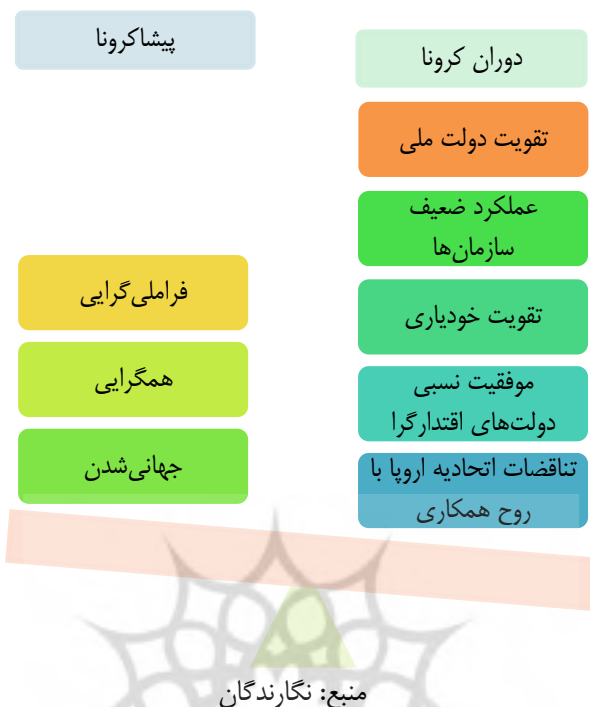 پیشاکرونا
دوران کرونا
تقویت دولت ملی
عملکرد ضعیف
سازمان‌ها
تقویت خودیاری
موفقیت نسبی
دولت‌های اقتدارگرا
تناقضات اتحادیه اروپا با
روح همکاری
فراملی‌گرایی
همگرایی
جهانی‌شدن
منبع: نگارندگان